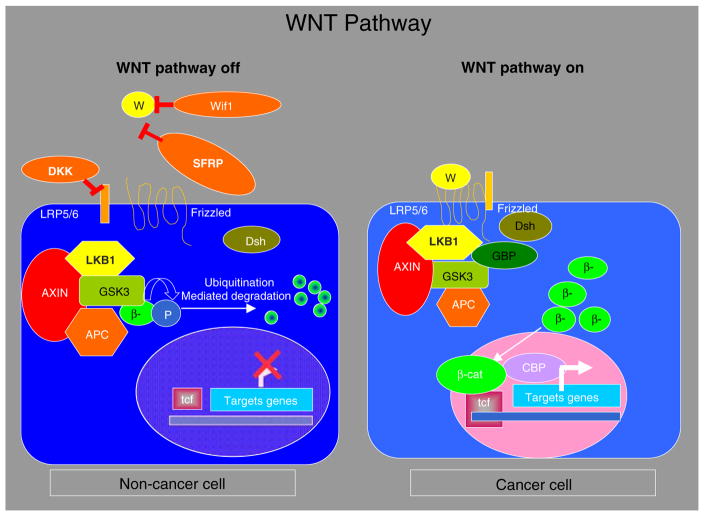 WNT Pathway
WNT pathway off
WNT pathway on
W
Wif1
SFRP
DKK
LRP5/6
Frizzled
Dsh
LKB1
AXIN
GSK3
β-
P
APC
Ubiquitination
Mediated degradation
tcf
Targets genes
Non-cancer cell
W
LRP5/6
Frizzled
Dsh
LKB1
GBP
AXIN
GSK3
APC
β-
β-
β-
β-
β-cat
CBP
tcf
Targets genes
Cancer cell